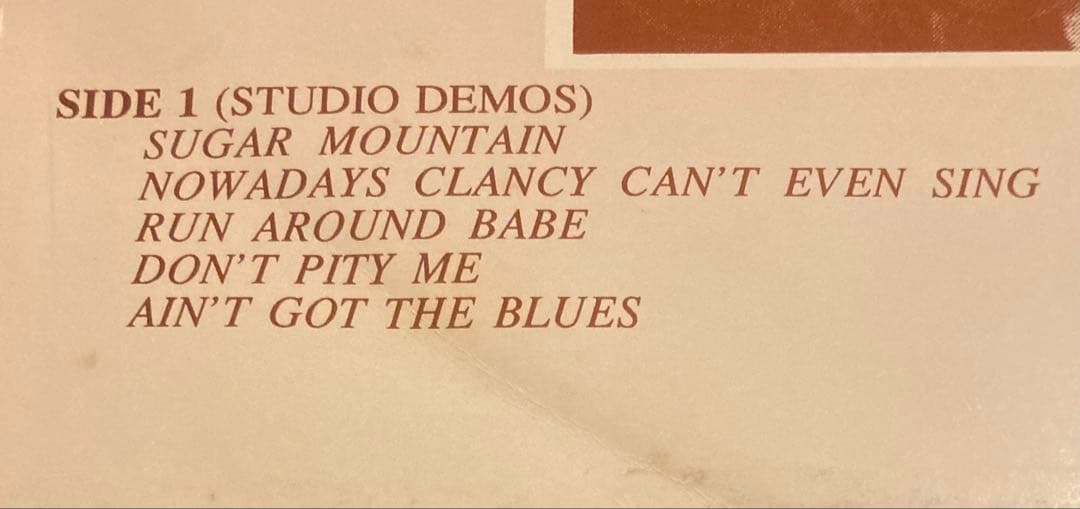 SIDE 1 (STUDIO DEMOS)
SUGAR MOUNTAIN
NOWADAYS CLANCY CAN'T EVEN SING
RUN AROUND BABE
DON'T PITY ME
AIN'T GOT THE BLUES